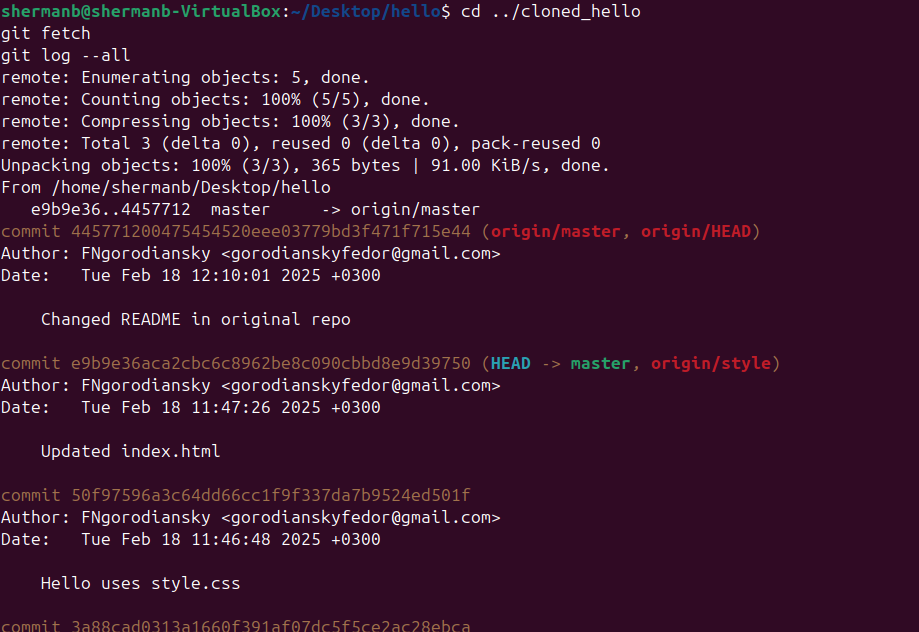 shermanb@shermanb-VirtualBox:~/Desktop/hello$ cd ../cloned_hello
git fetch
git log --all
remote: Enumerating objects: 5, done.
remote: Counting objects: 100% (5/5), done.
remote: Compressing objects: 100% (3/3), done.
remote: Total 3 (delta 0), reused 0 (delta 0), pack-reused 0
Unpacking objects: 100% (3/3), 365 bytes | 91.00 KiB/s, done.
From /home/shermanb/Desktop/hello
   e9b9e36..4457712  master     -> origin/master
commit 445771200475454520eee03779bd3f471f715e44 (origin/master, origin/HEAD)
Author: FNgorodiansky <gorodianskyfedor@gmail.com>
Date:   Tue Feb 18 12:10:01 2025 +0300
    Changed README in original repo
commit e9b9e36aca2cbc6c8962be8c090cbbd8e9d39750 (HEAD -> master, origin/style)
Author: FNgorodiansky <gorodianskyfedor@gmail.com>
Date:   Tue Feb 18 11:47:26 2025 +0300
    Updated index.html
commit 50f97596a3c64dd66cc1f9f337da7b9524ed501f
Author: FNgorodiansky <gorodianskyfedor@gmail.com>
Date:   Tue Feb 18 11:46:48 2025 +0300
    Hello uses style.css
commit 3a88cad0313a1660f391af07dc5f5ce2ac28ebca